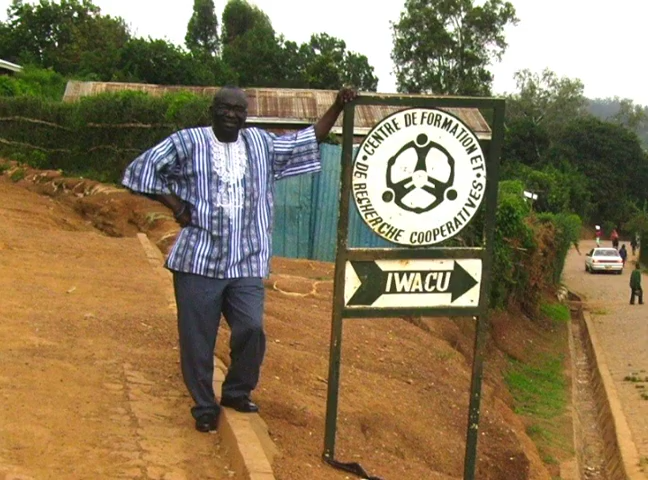 • CENTRE DE FORMATION ET •
DE RECHERCHE COOPERATIVES
IWACU